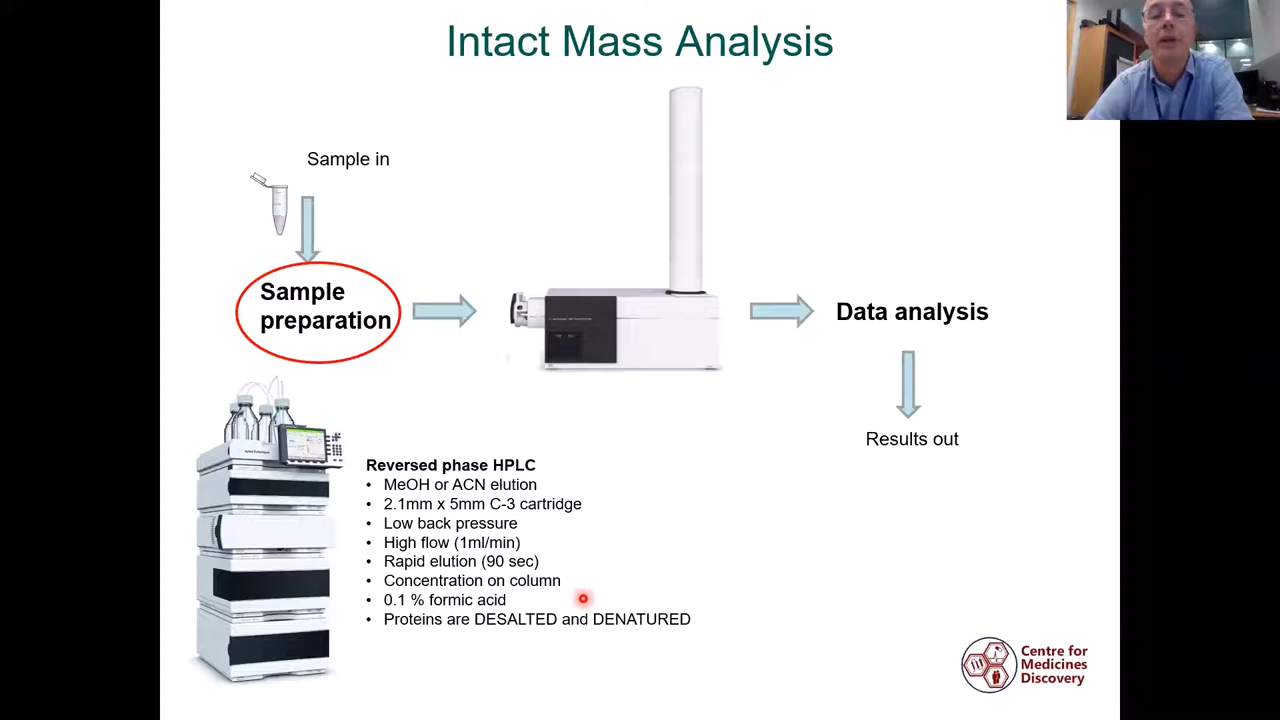 Intact Mass Analysis
Sample in
Sample
preparation
Data analysis
Results out
Reversed phase HPLC
• MeOH or ACN elution
• 2.1mm x 5mm C-3 cartridge
• Low back pressure
• High flow (1ml/min)
• Rapid elution (90 sec)
• Concentration on column
• 0.1 % formic acid
• Proteins are DESALTED and DENATURED
Centre for
Medicines
Discovery